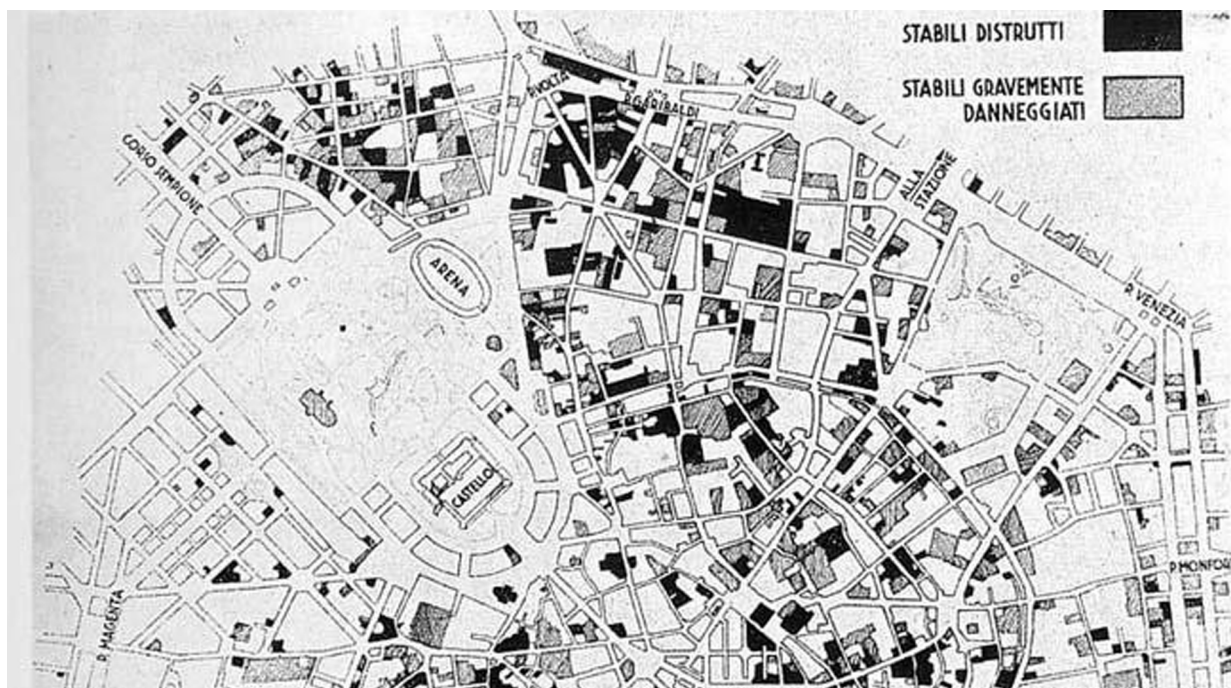 STABILI DISTRUTTI
STABILI GRAVEMENTE
DANNEGGIATI
P. VOLTA
P. GARIBALDI
CORSO SEMPIONE
ALLA
STAZIONE
ARENA
P. VENEZIA
CASTELLO
P. MONFOR
P. MAGENTA